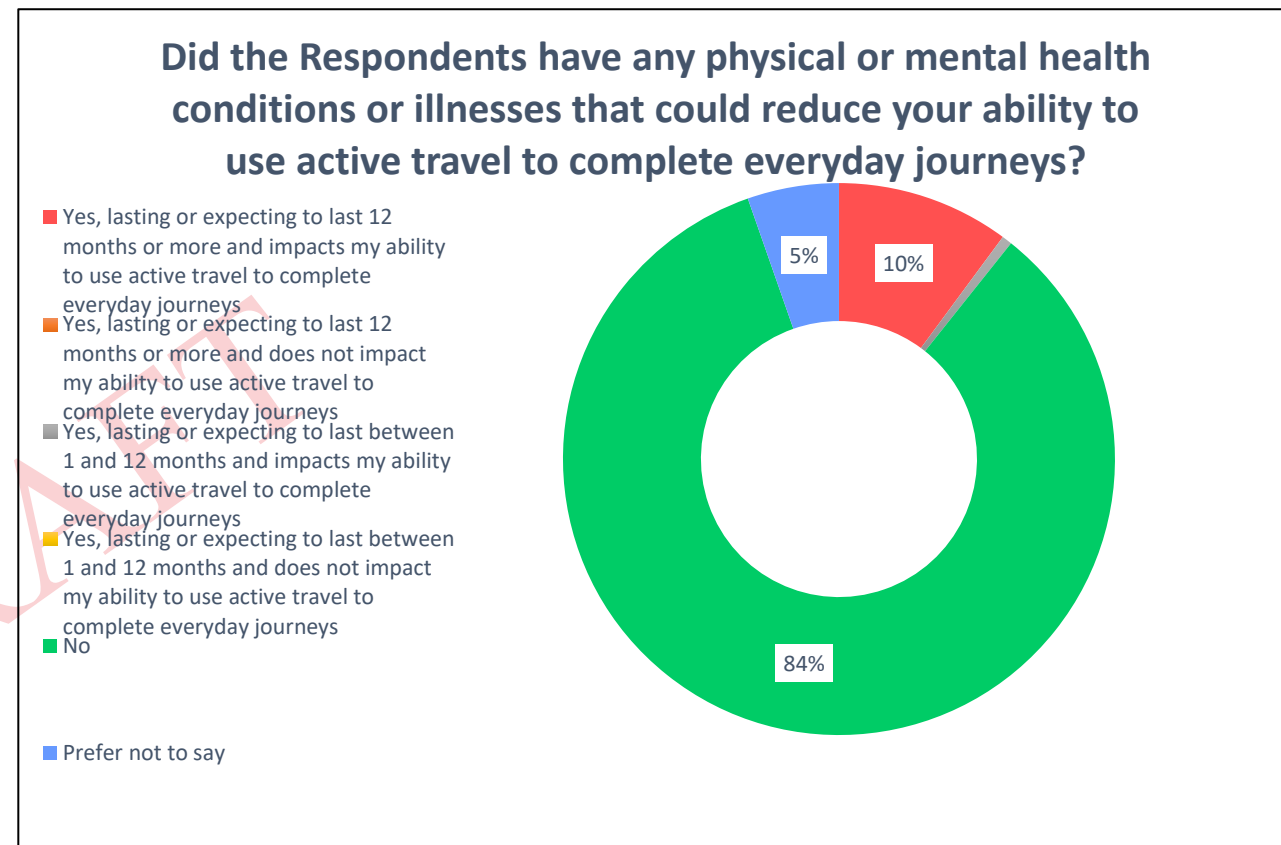 Did the Respondents have any physical or mental health
conditions or illnesses that could reduce your ability to
use active travel to complete everyday journeys?
Yes, lasting or expecting to last 12
months or more and impacts my ability
to use active travel to complete
everyday journeys
Yes, lasting or expecting to last 12
months or more and does not impact
my ability to use active travel to
complete everyday journeys
Yes, lasting or expecting to last between
1 and 12 months and impacts my ability
to use active travel to complete
everyday journeys
Yes, lasting or expecting to last between
1 and 12 months and does not impact
my ability to use active travel to
complete everyday journeys
No
Prefer not to say
5%
10%
84%
AFT